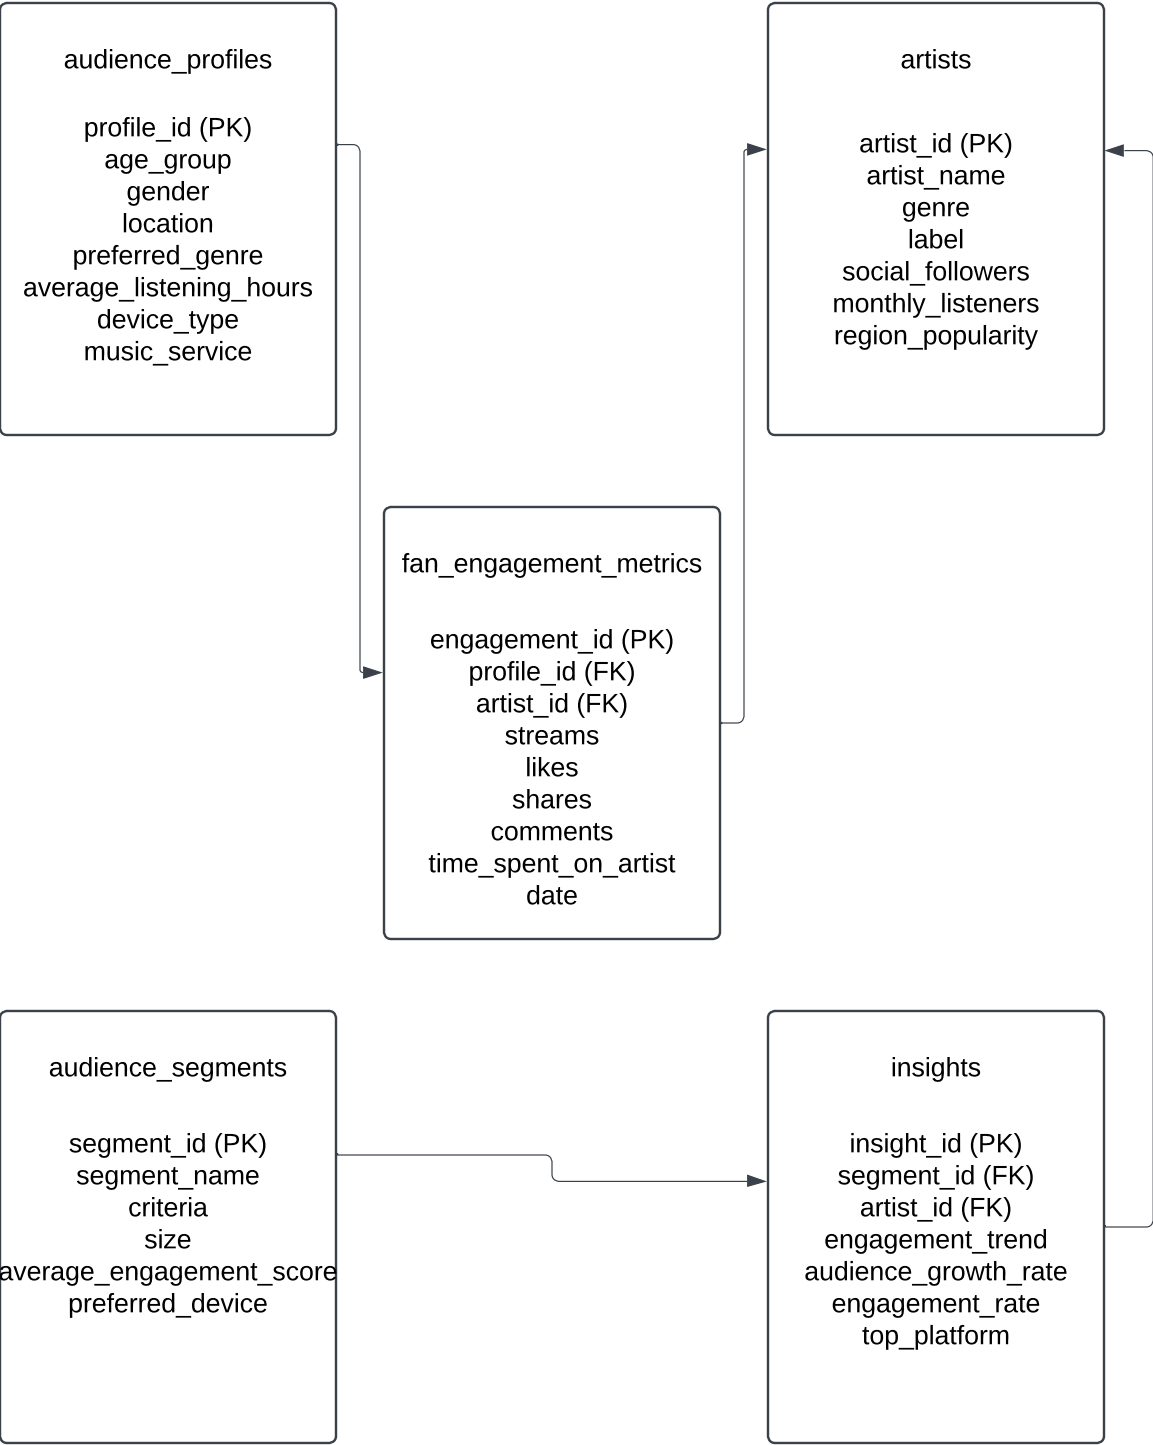 audience_profiles
profile_id (PK)
age_group
gender
location
preferred_genre
average_listening_hours
device_type
music_service
artists
artist_id (PK)
artist_name
genre
label
social_followers
monthly_listeners
region_popularity
fan_engagement_metrics
engagement_id (PK)
profile_id (FK)
artist_id (FK)
streams
likes
shares
comments
time_spent_on_artist
date
audience_segments
segment_id (PK)
segment_name
criteria
size
average_engagement_score
preferred_device
insights
insight_id (PK)
segment_id (FK)
artist_id (FK)
engagement_trend
audience_growth_rate
engagement_rate
top_platform